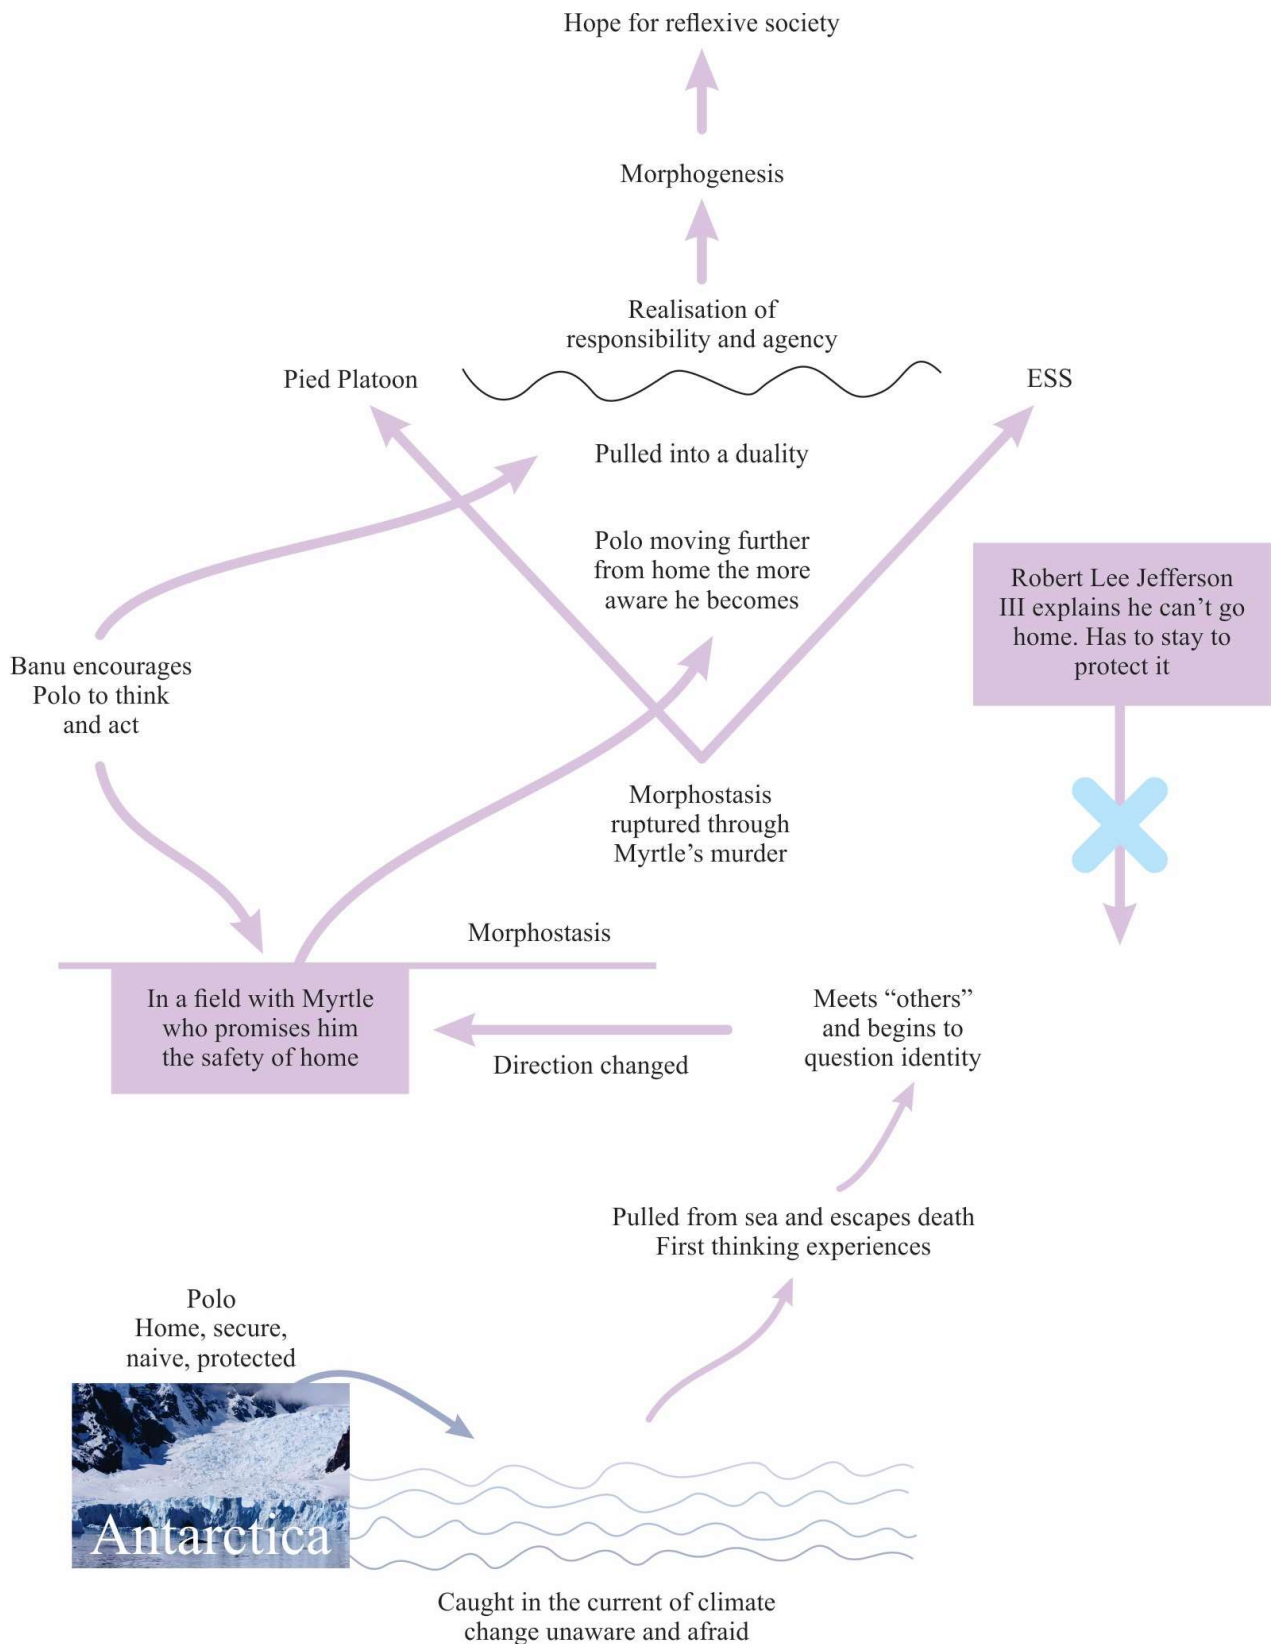 Hope for reflexive society
Morphogenesis
Realisation of
responsibility and agency
Pied Platoon
ESS
Pulled into a duality
Polo moving further
from home the more
aware he becomes
Robert Lee Jefferson
III explains he can’t go
home. Has to stay to
protect it
Banu encourages
Polo to think
and act
Morphostasis
ruptured through
Myrtle’s murder
Morphostasis
In a field with Myrtle
who promises him
the safety of home
Direction changed
Meets “others”
and begins to
question identity
Pulled from sea and escapes death
First thinking experiences
Polo
Home, secure,
naive, protected
Antarctica
Caught in the current of climate
change unaware and afraid